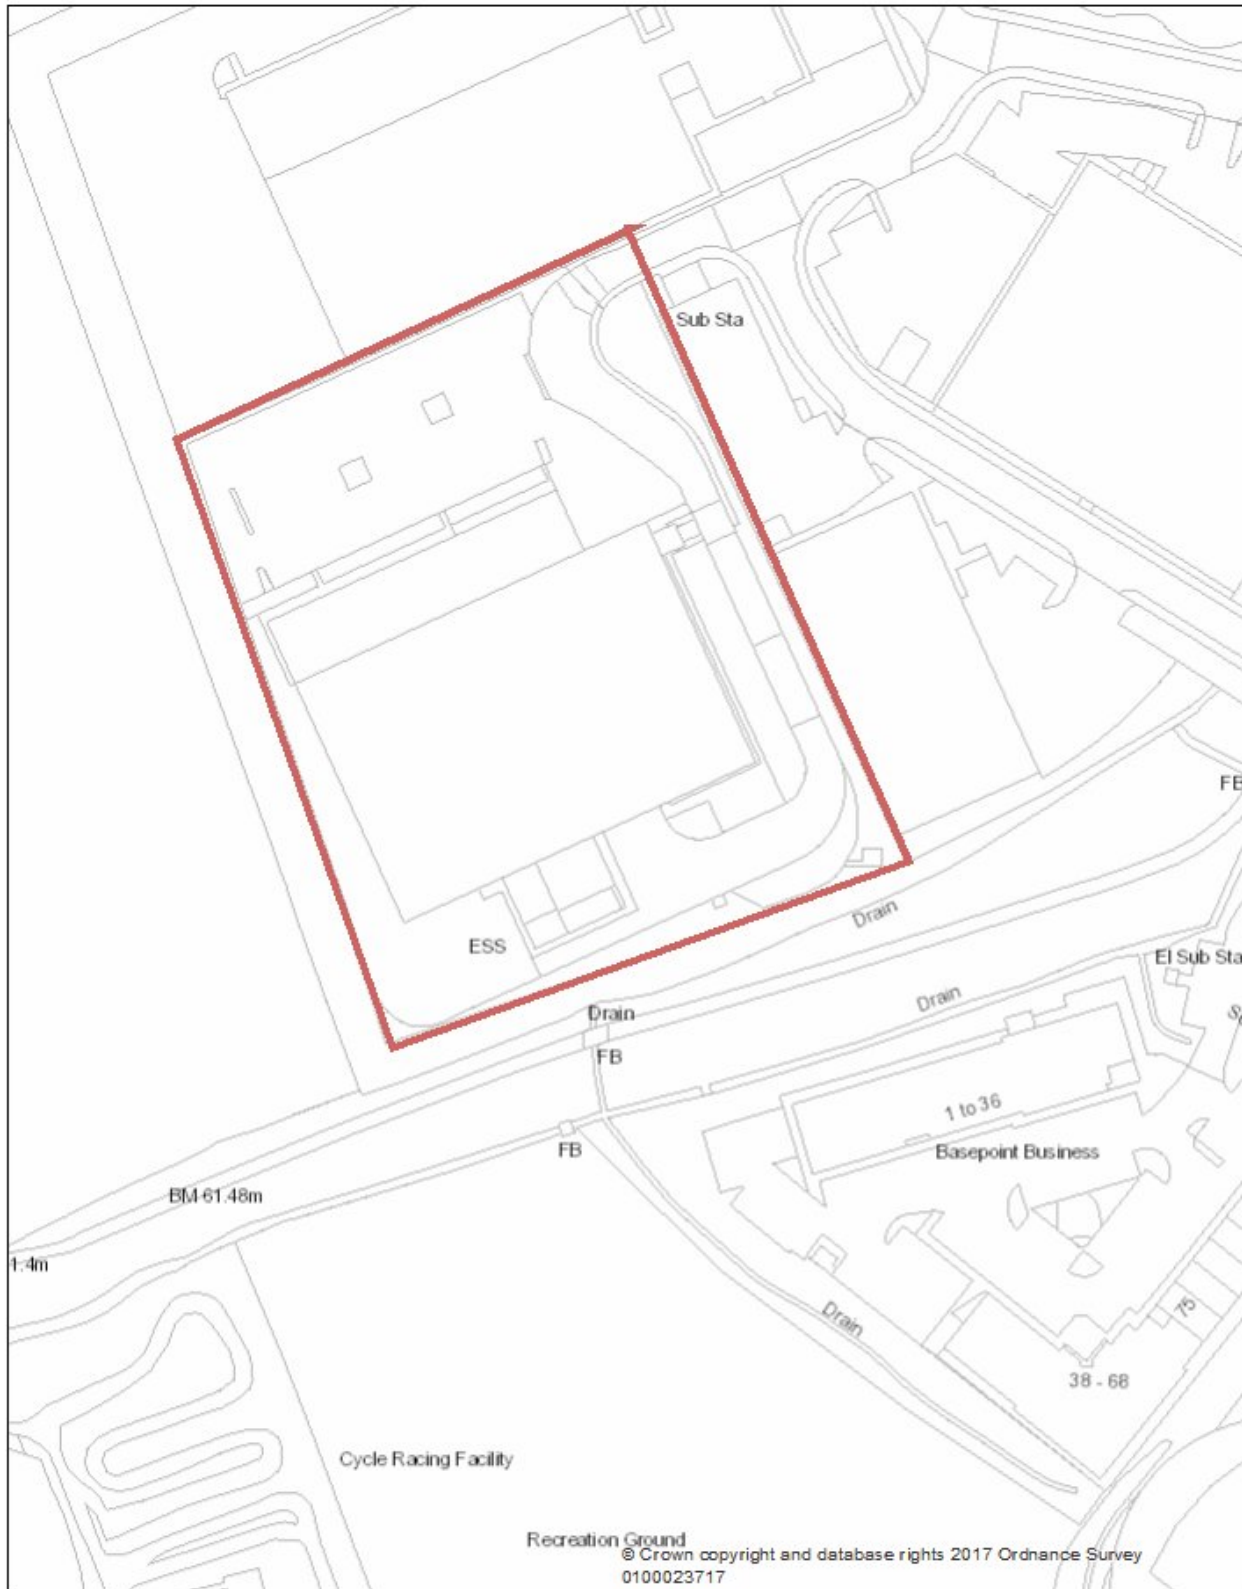 Sub Sta
FB
Drain
ESS
El Sub Sta
Drain
Drain
FB
1 to 36
FB
Basepoint Business
BM 61.48m
1.4m
75
Drain
38 - 68
Cycle Racing Facility
Recreation Ground
© Crown copyright and database rights 2017 Ordnance Survey
0100023717